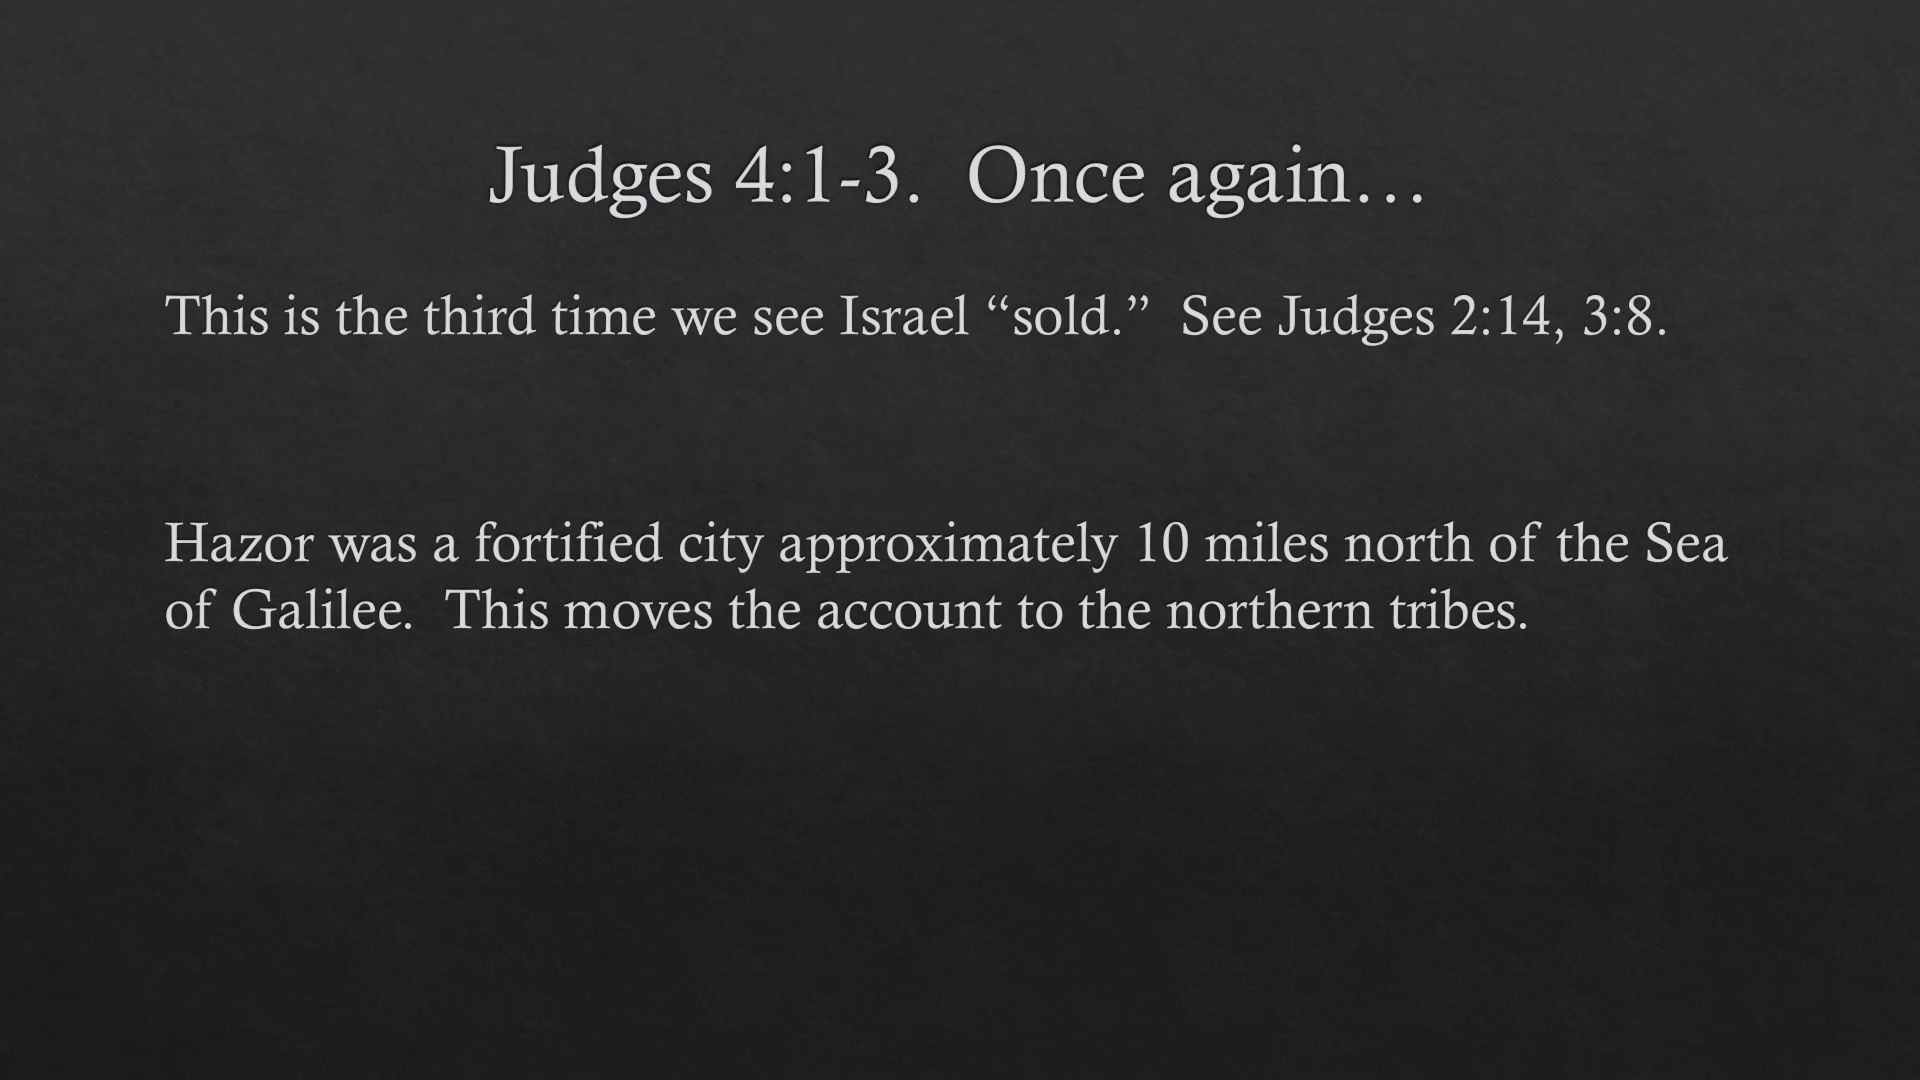 Judges 4:1-3.  Once again…
This is the third time we see Israel “sold.”  See Judges 2:14, 3:8.
Hazor was a fortified city approximately 10 miles north of the Sea
of Galilee.  This moves the account to the northern tribes.